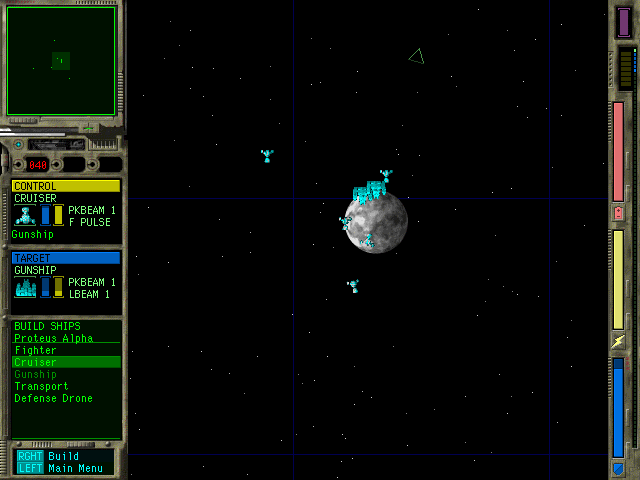 040
CONTROL
CRUISER
PKBEAM 1
F PULSE
Gunship
TARGET
GUNSHIP
PKBEAM 1
LBEAM 1
BUILD SHIPS
Proteus Alpha
Fighter
Cruiser
Gunship
Transport
Defense Drone
RGHT Build
LEFT Main Menu